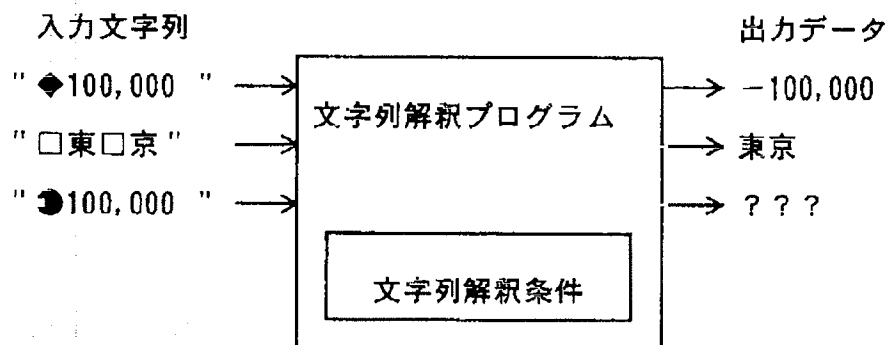 入力文字列
出力データ
"◆100,000 "
－100,000
文字列解釈プログラム
"□東□京"
東京
"●100,000 "
？？？
文字列解釈条件